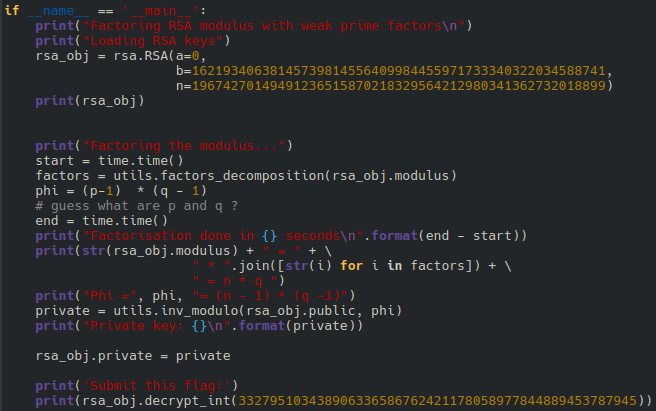 if __name__ == '__main__':
    print("Factoring RSA modulus with weak prime factors\n")
    print("Loading RSA keys")
    rsa_obj = rsa.RSA(a=0,
                      b=16219340638145739814556409984455971733340322034588741,
                      n=196742701494912365158702183295642129803413627320188899)
    print(rsa_obj)
    print("Factoring the modulus...")
    start = time.time()
    factors = utils.factors_decomposition(rsa_obj.modulus)
    phi = (p-1)  * (q - 1)
    # guess what are p and q ?
    end = time.time()
    print("Factorisation done in {} seconds\n".format(end - start))
    print(str(rsa_obj.modulus) + " = " + \
                        " * ".join([str(i) for i in factors]) + \
                        " = n * q ")
    print("Phi =", phi, "= (n - 1) * (q -1)")
    private = utils.inv_modulo(rsa_obj.public, phi)
    print("Private key: {}\n".format(private))
    rsa_obj.private = private
    print('Submit this flag:')
    print(rsa_obj.decrypt_int(332795103438906336586762421178058977844889453787945))